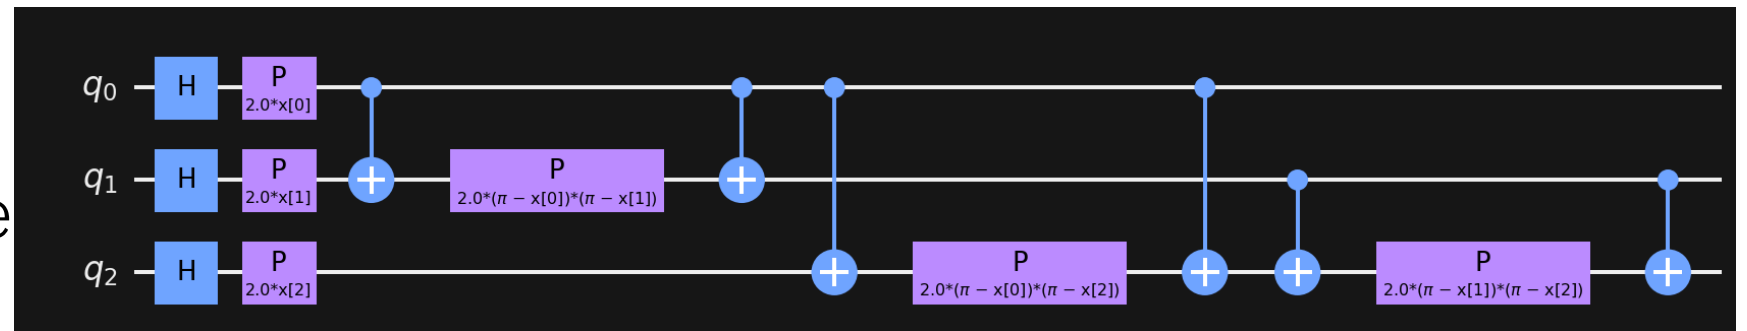 q₀ H P
2.0*x[0]
q₁ H P P
2.0*x[1] 2.0*(π − x[0])*(π − x[1])
e
q₂ H P P P
2.0*x[2] 2.0*(π − x[0])*(π − x[2]) 2.0*(π − x[1])*(π − x[2])